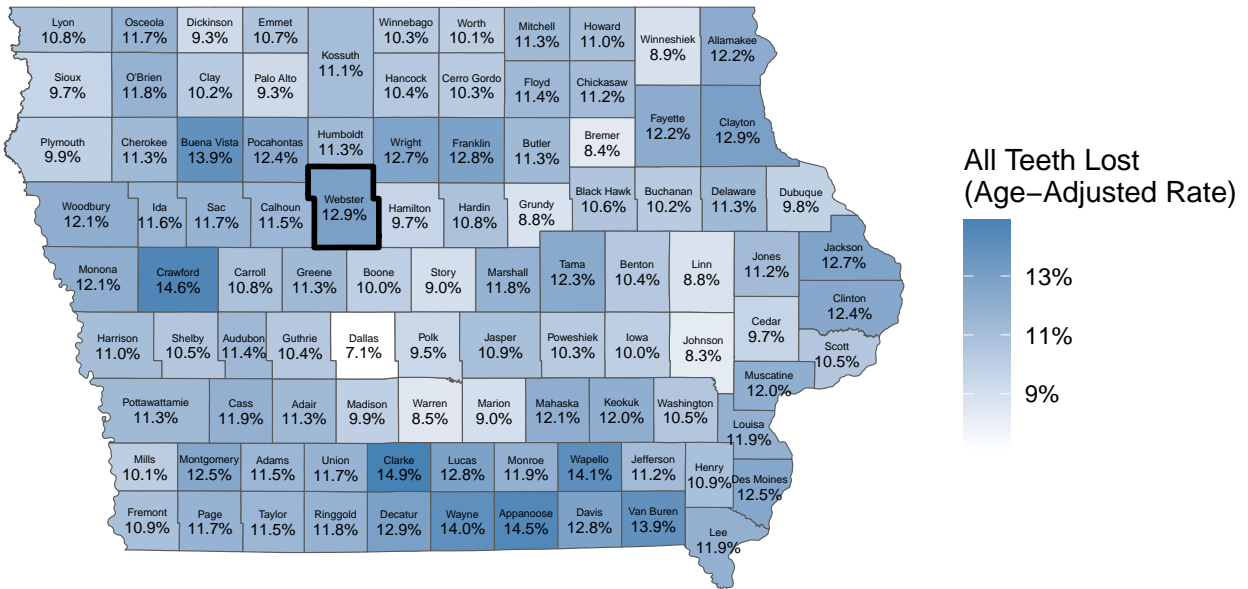 Lyon
10.8%
Osceola
11.7%
Dickinson
9.3%
Emmet
10.7%
Kossuth
11.1%
Winnebago
10.3%
Worth
10.1%
Mitchell
11.3%
Howard
11.0%
Winneshiek
8.9%
Allamakee
12.2%
Sioux
9.7%
O'Brien
11.8%
Clay
10.2%
Palo Alto
9.3%
Hancock
10.4%
Cerro Gordo
10.3%
Floyd
11.4%
Chickasaw
11.2%
Fayette
12.2%
Clayton
12.9%
Plymouth
9.9%
Cherokee
11.3%
Buena Vista
13.9%
Pocahontas
12.4%
Humboldt
11.3%
Wright
12.7%
Franklin
12.8%
Butler
11.3%
Bremer
8.4%
Woodbury
12.1%
Ida
11.6%
Sac
11.7%
Calhoun
11.5%
Webster
12.9%
Hamilton
9.7%
Hardin
10.8%
Grundy
8.8%
Black Hawk
10.6%
Buchanan
10.2%
Delaware
11.3%
Dubuque
9.8%
Monona
12.1%
Crawford
14.6%
Carroll
10.8%
Greene
11.3%
Boone
10.0%
Story
9.0%
Marshall
11.8%
Tama
12.3%
Benton
10.4%
Linn
8.8%
Jones
11.2%
Jackson
12.7%
Clinton
12.4%
Harrison
11.0%
Shelby
10.5%
Audubon
11.4%
Guthrie
10.4%
Dallas
7.1%
Polk
9.5%
Jasper
10.9%
Poweshiek
10.3%
Iowa
10.0%
Johnson
8.3%
Cedar
9.7%
Scott
10.5%
Muscatine
12.0%
Pottawattamie
11.3%
Cass
11.9%
Adair
11.3%
Madison
9.9%
Warren
8.5%
Marion
9.0%
Mahaska
12.1%
Keokuk
12.0%
Washington
10.5%
Louisa
11.9%
Mills
10.1%
Montgomery
12.5%
Adams
11.5%
Union
11.7%
Clarke
14.9%
Lucas
12.8%
Monroe
11.9%
Wapello
14.1%
Jefferson
11.2%
Henry
10.9%
Des Moines
12.5%
Fremont
10.9%
Page
11.7%
Taylor
11.5%
Ringgold
11.8%
Decatur
12.9%
Wayne
14.0%
Appanoose
14.5%
Davis
12.8%
Van Buren
13.9%
Lee
11.9%
All Teeth Lost
(Age−Adjusted Rate)
13%
11%
9%